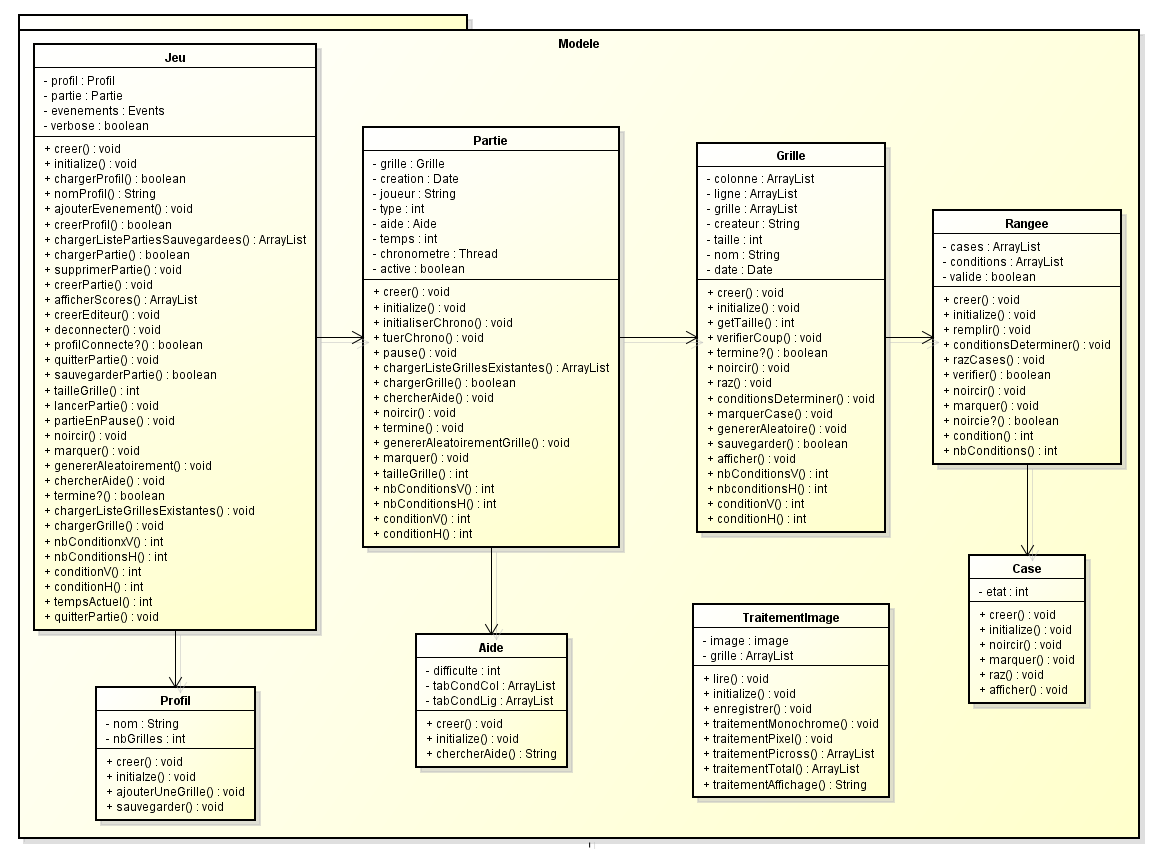 Modele
Jeu
- profil : Profil
- partie : Partie
- evenements : Events
- verbose : boolean
+ creer() : void
+ initialize() : void
+ chargerProfil() : boolean
+ nomProfil() : String
+ ajouterEvenement() : void
+ creerProfil() : boolean
+ chargerListePartiesSauvegardees() : ArrayList
+ chargerPartie() : boolean
+ supprimerPartie() : void
+ creerPartie() : void
+ afficherScores() : ArrayList
+ creerEditeur() : void
+ deconnecter() : void
+ profilConnecte?() : boolean
+ quitterPartie() : void
+ sauvegarderPartie() : boolean
+ tailleGrille() : int
+ lancerPartie() : void
+ partieEnPause() : void
+ noircir() : void
+ marquer() : void
+ genererAleatoirement() : void
+ chercherAide() : void
+ termine?() : boolean
+ chargerListeGrillesExistantes() : void
+ chargerGrille() : void
+ nbConditionxV() : int
+ nbConditionsH() : int
+ conditionV() : int
+ conditionH() : int
+ tempsActuel() : int
+ quitterPartie() : void
Partie
- grille : Grille
- creation : Date
- joueur : String
- type : int
- aide : Aide
- temps : int
- chronometre : Thread
- active : boolean
+ creer() : void
+ initialize() : void
+ initialiserChrono() : void
+ tuerChrono() : void
+ pause() : void
+ chargerListeGrillesExistantes() : ArrayList
+ chargerGrille() : boolean
+ chercherAide() : void
+ noircir() : void
+ termine() : void
+ genererAleatoirementGrille() : void
+ marquer() : void
+ tailleGrille() : int
+ nbConditionsV() : int
+ nbConditionsH() : int
+ conditionV() : int
+ conditionH() : int
Grille
- colonne : ArrayList
- ligne : ArrayList
- grille : ArrayList
- createur : String
- taille : int
- nom : String
- date : Date
+ creer() : void
+ initialize() : void
+ getTaille() : int
+ verifierCoup() : void
+ termine?() : boolean
+ noircir() : void
+ raz() : void
+ conditionsDeterminer() : void
+ marquerCase() : void
+ genererAleatoire() : void
+ sauvegarder() : boolean
+ afficher() : void
+ nbConditionsV() : int
+ nbconditionsH() : int
+ conditionV() : int
+ conditionH() : int
Rangee
- cases : ArrayList
- conditions : ArrayList
- valide : boolean
+ creer() : void
+ initialize() : void
+ remplir() : void
+ conditionsDeterminer() : void
+ razCases() : void
+ verifier() : boolean
+ noircir() : void
+ marquer() : void
+ noircie?() : boolean
+ condition() : int
+ nbConditions() : int
Case
- etat : int
+ creer() : void
+ initialize() : void
+ noircir() : void
+ marquer() : void
+ raz() : void
+ afficher() : void
TraitementImage
- image : image
- grille : ArrayList
+ lire() : void
+ initialize() : void
+ enregistrer() : void
+ traitementMonochrome() : void
+ traitementPixel() : void
+ traitementPicross() : ArrayList
+ traitementTotal() : ArrayList
+ traitementAffichage() : String
Aide
- difficulte : int
- tabCondCol : ArrayList
- tabCondLig : ArrayList
+ creer() : void
+ initialize() : void
+ chercherAide() : String
Profil
- nom : String
- nbGrilles : int
+ creer() : void
+ initialze() : void
+ ajouterUneGrille() : void
+ sauvegarder() : void